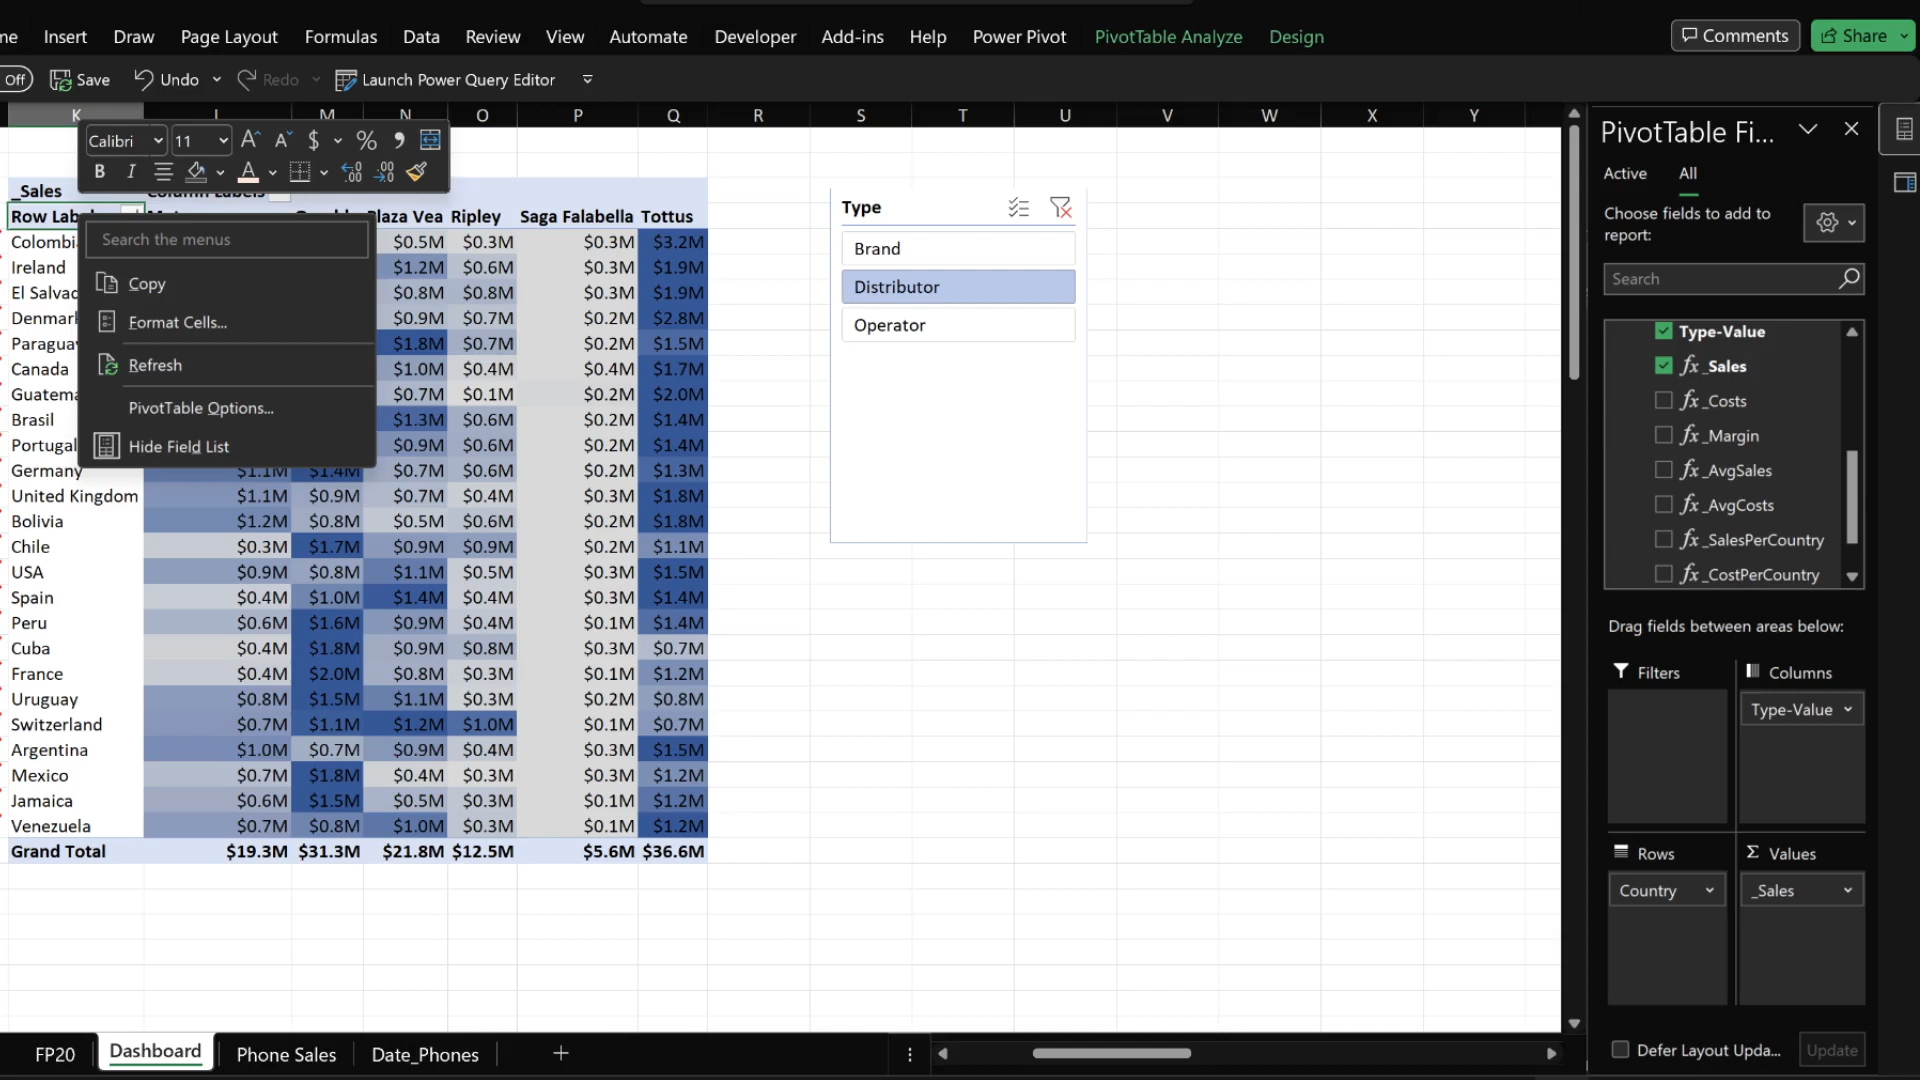 me Insert Draw Page Layout Formulas Data Review View Automate Developer Add-ins Help Power Pivot PivotTable Analyze Design Comments Share
Off Save Undo Redo Launch Power Query Editor
K L M N O P Q R S T U V W X Y
Calibri 11 $ % ,
B I A
_Sales Column Labels
Row Lab Plaza Vea Ripley Saga Falabella Tottus
Colombi $0.5M $0.3M $0.3M $3.2M
Ireland $1.2M $0.6M $0.3M $1.9M
El Salvad $0.8M $0.8M $0.3M $1.9M
Denmark $0.9M $0.7M $0.2M $2.8M
Paraguay $1.8M $0.7M $0.2M $1.5M
Canada $1.0M $0.4M $0.4M $1.7M
Guatema $0.7M $0.1M $0.2M $2.0M
Brasil $1.3M $0.6M $0.2M $1.4M
Portugal $0.9M $0.6M $0.2M $1.4M
Germany $1.1M $1.4M $0.7M $0.6M $0.2M $1.3M
United Kingdom $1.1M $0.9M $0.7M $0.4M $0.3M $1.8M
Bolivia $1.2M $0.8M $0.5M $0.6M $0.2M $1.8M
Chile $0.3M $1.7M $0.9M $0.9M $0.2M $1.1M
USA $0.9M $0.8M $1.1M $0.5M $0.3M $1.5M
Spain $0.4M $1.0M $1.4M $0.4M $0.3M $1.4M
Peru $0.6M $1.6M $0.9M $0.4M $0.1M $1.4M
Cuba $0.4M $1.8M $0.9M $0.8M $0.3M $0.7M
France $0.4M $2.0M $0.8M $0.3M $0.1M $1.2M
Uruguay $0.8M $1.5M $1.1M $0.3M $0.2M $0.8M
Switzerland $0.7M $1.1M $1.2M $1.0M $0.1M $0.7M
Argentina $1.0M $0.7M $0.9M $0.4M $0.3M $1.5M
Mexico $0.7M $1.8M $0.4M $0.3M $0.3M $1.2M
Jamaica $0.6M $1.5M $0.5M $0.3M $0.1M $1.2M
Venezuela $0.7M $0.8M $1.0M $0.3M $0.1M $1.2M
Grand Total $19.3M $31.3M $21.8M $12.5M $5.6M $36.6M
Search the menus
Copy
Format Cells...
Refresh
PivotTable Options...
Hide Field List
Type
Brand
Distributor
Operator
PivotTable Fi...
Active All
Choose fields to add to
report:
Search
Type-Value
fx _Sales
fx _Costs
fx _Margin
fx _AvgSales
fx _AvgCosts
fx _SalesPerCountry
fx _CostPerCountry
Drag fields between areas below:
Filters Columns
Type-Value
Rows Σ Values
Country _Sales
Defer Layout Upda... Update
FP20 Dashboard Phone Sales Date_Phones